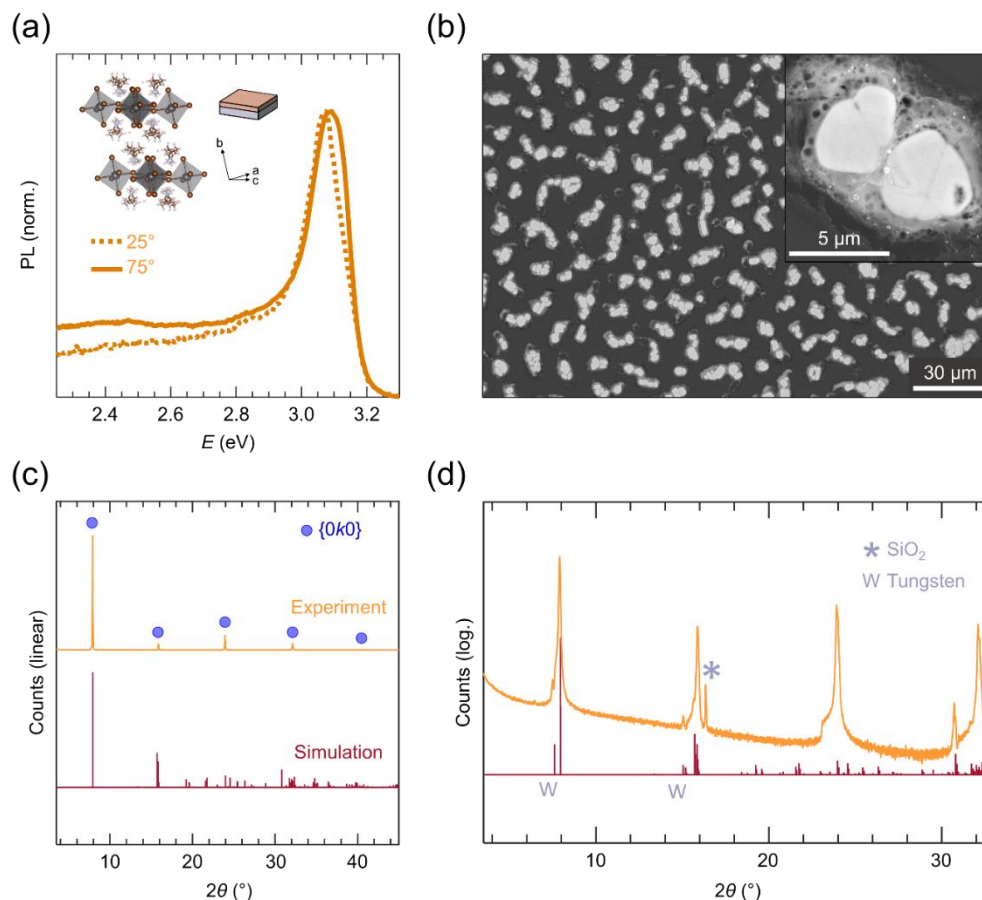 (a)
PL (norm.)
b
a
c
25°
75°
2.4
2.6
2.8
3.0
3.2
E (eV)
(b)
5 µm
30 µm
(c)
{0k0}
Experiment
Simulation
Counts (linear)
10
20
30
40
2θ (°)
(d)
* SiO₂
W Tungsten
*
W
W
Counts (log.)
10
20
30
2θ (°)